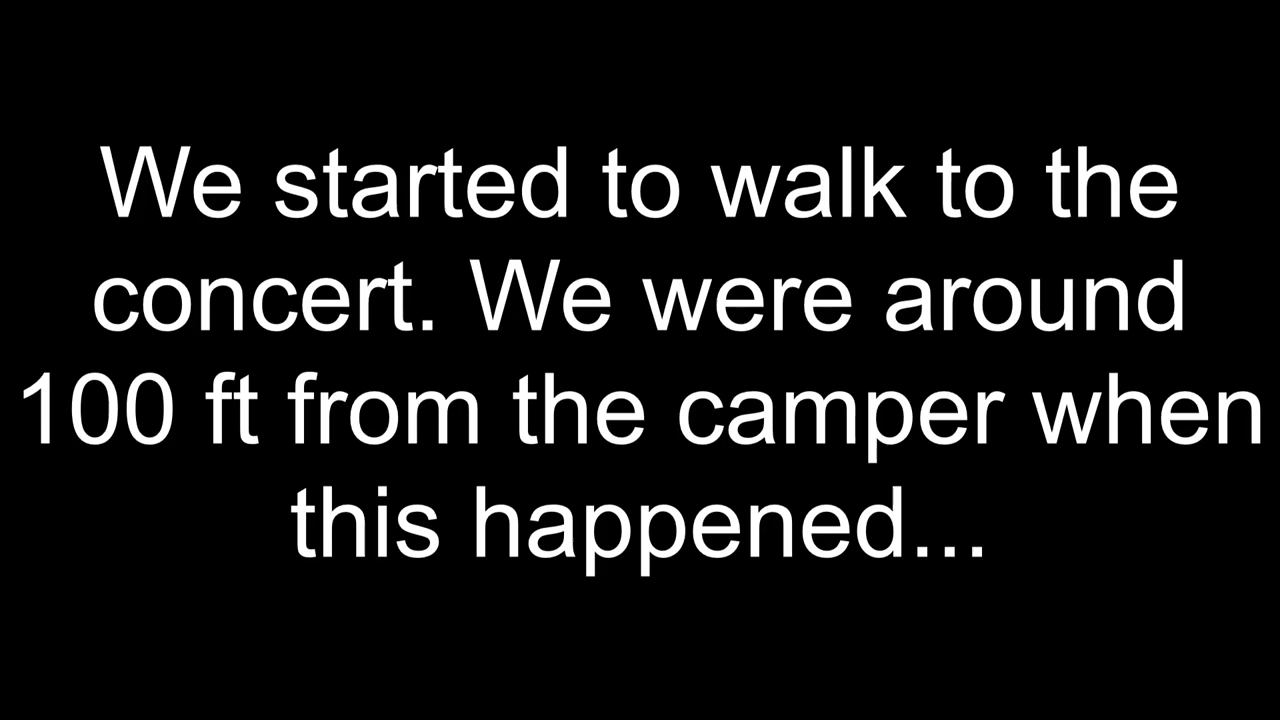 We started to walk to the
concert. We were around
100 ft from the camper when
this happened...